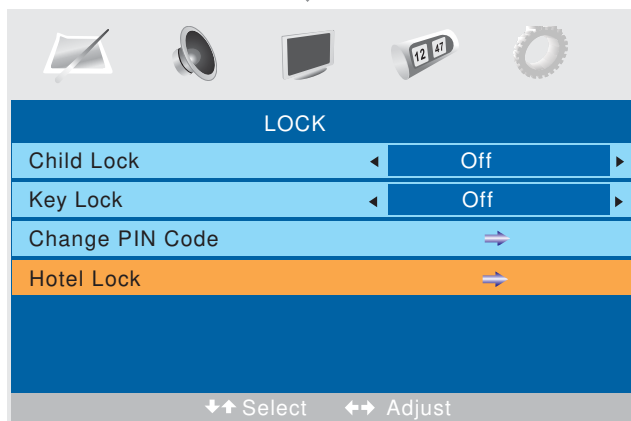 12 47
LOCK
Child Lock Off
Key Lock Off
Change PIN Code
Hotel Lock
Select Adjust